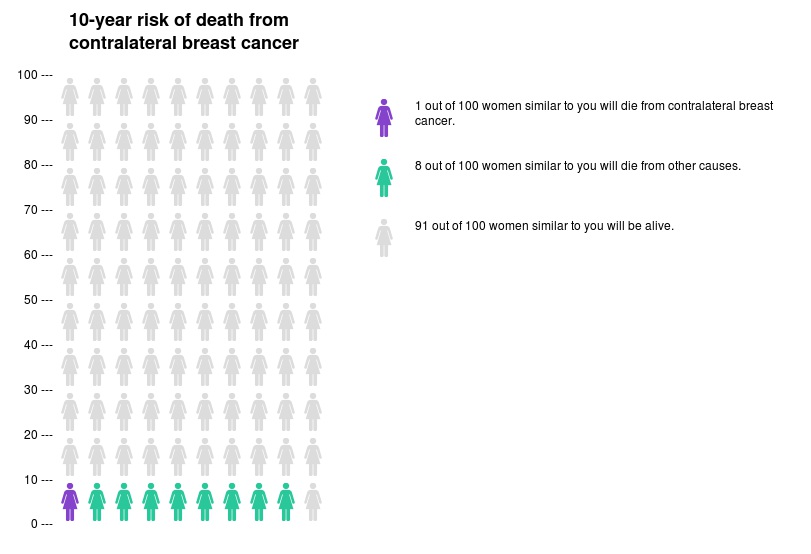 10-year risk of death from
contralateral breast cancer
100 ---
90 ---
80 ---
70 ---
60 ---
50 ---
40 ---
30 ---
20 ---
10 ---
0 ---
1 out of 100 women similar to you will die from contralateral breast
cancer.
8 out of 100 women similar to you will die from other causes.
91 out of 100 women similar to you will be alive.